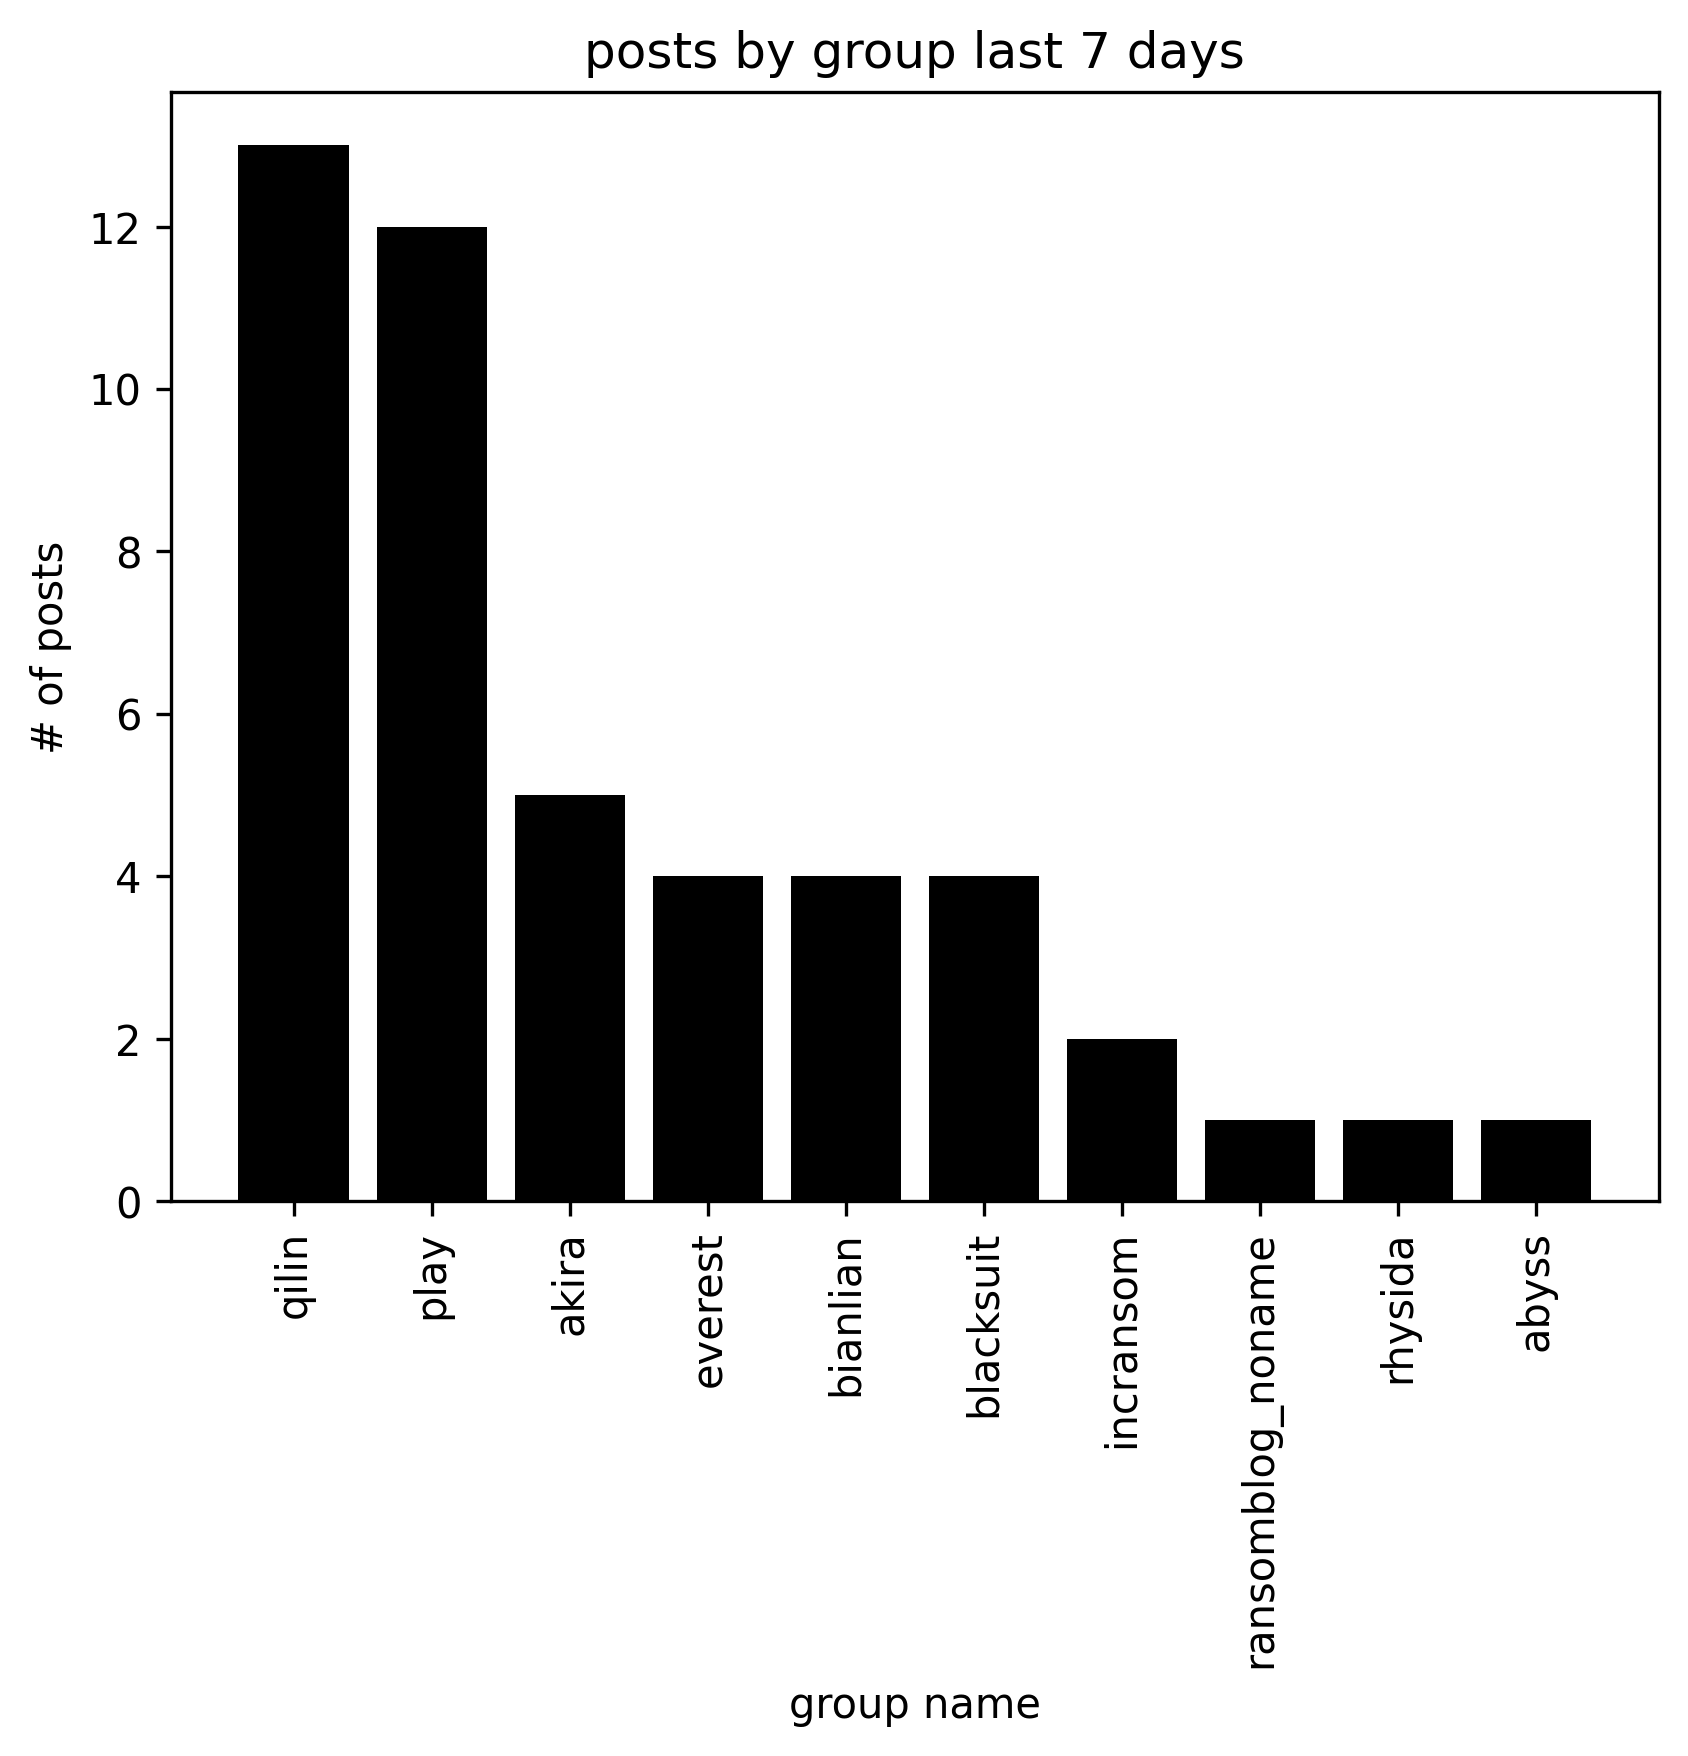 posts by group last 7 days
# of posts
12
10
8
6
4
2
0
qilin
play
akira
everest
bianlian
blacksuit
incransom
ransomblog_noname
rhysida
abyss
group name